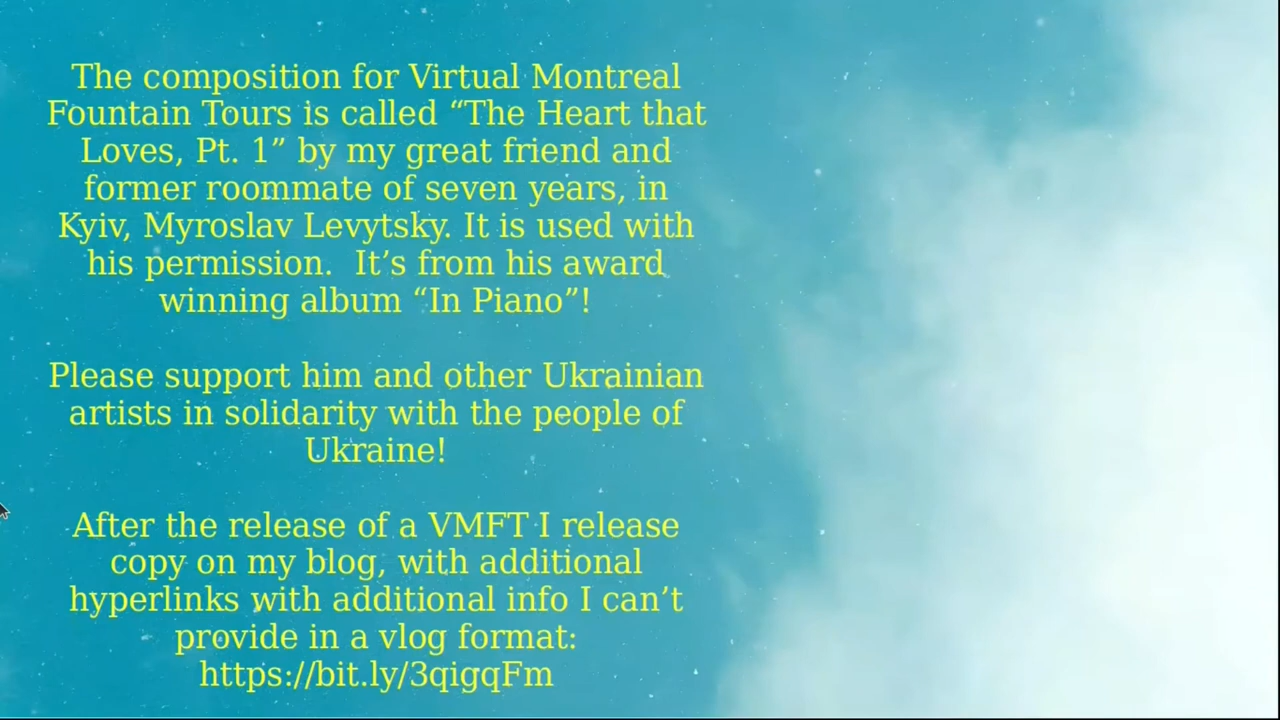 The composition for Virtual Montreal
Fountain Tours is called “The Heart that
Loves, Pt. 1” by my great friend and
former roommate of seven years, in
Kyiv, Myroslav Levytsky. It is used with
his permission.  It’s from his award
winning album “In Piano”!
Please support him and other Ukrainian
artists in solidarity with the people of
Ukraine!
After the release of a VMFT I release
copy on my blog, with additional
hyperlinks with additional info I can’t
provide in a vlog format:
https://bit.ly/3qigqFm